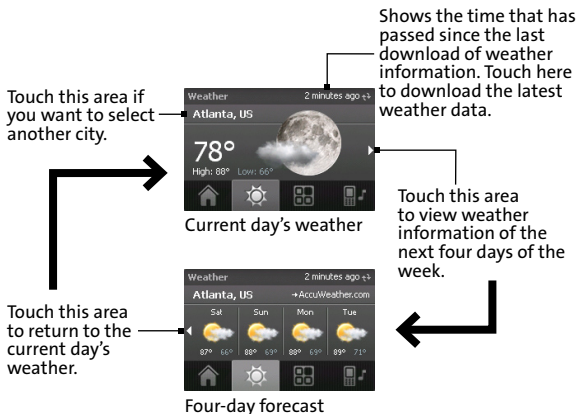 Shows the time that has
passed since the last
download of weather
information. Touch here
to download the latest
weather data.
Touch this area if
you want to select
another city.
Weather 2 minutes ago
Atlanta, US
78°
High: 88° Low: 66°
Current day's weather
Touch this area
to view weather
information of the
next four days of the
week.
Touch this area
to return to the
current day's
weather.
Weather 2 minutes ago
Atlanta, US →AccuWeather.com
Sat Sun Mon Tue
87° 66° 88° 69° 88° 69° 89° 71°
Four-day forecast